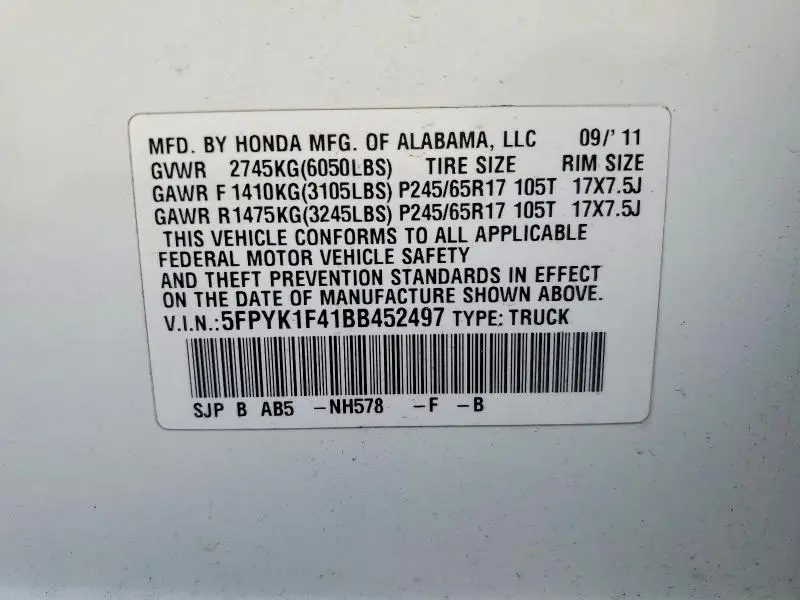 MFD. BY HONDA MFG. OF ALABAMA, LLC 09/'11
GVWR 2745KG(6050LBS) TIRE SIZE RIM SIZE
GAWR F1410KG(3105LBS) P245/65R17 105T 17X7.5J
GAWR R1475KG(3245LBS) P245/65R17 105T 17X7.5J
THIS VEHICLE CONFORMS TO ALL APPLICABLE
FEDERAL MOTOR VEHICLE SAFETY
AND THEFT PREVENTION STANDARDS IN EFFECT
ON THE DATE OF MANUFACTURE SHOWN ABOVE.
V.I.N.:5FPYK1F41BB452497 TYPE: TRUCK
SJP B AB5 -NH578 -F -B